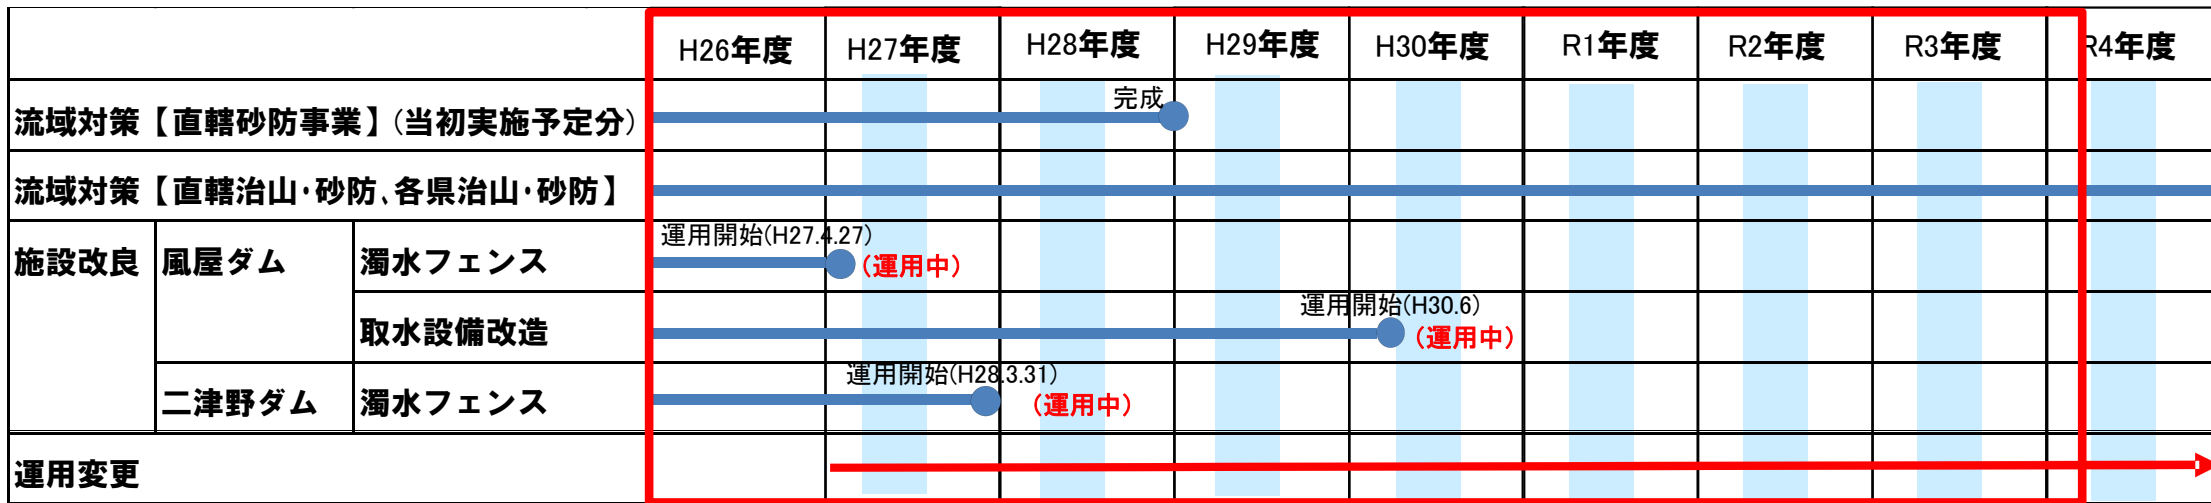 H26年度 H27年度 H28年度 H29年度 H30年度 R1年度 R2年度 R3年度 R4年度
流域対策【直轄砂防事業】(当初実施予定分) 完成
流域対策【直轄治山・砂防、各県治山・砂防】
施設改良 風屋ダム 濁水フェンス 運用開始(H27.4.27) (運用中)
取水設備改造 運用開始(H30.6) (運用中)
二津野ダム 濁水フェンス 運用開始(H28.3.31) (運用中)
運用変更